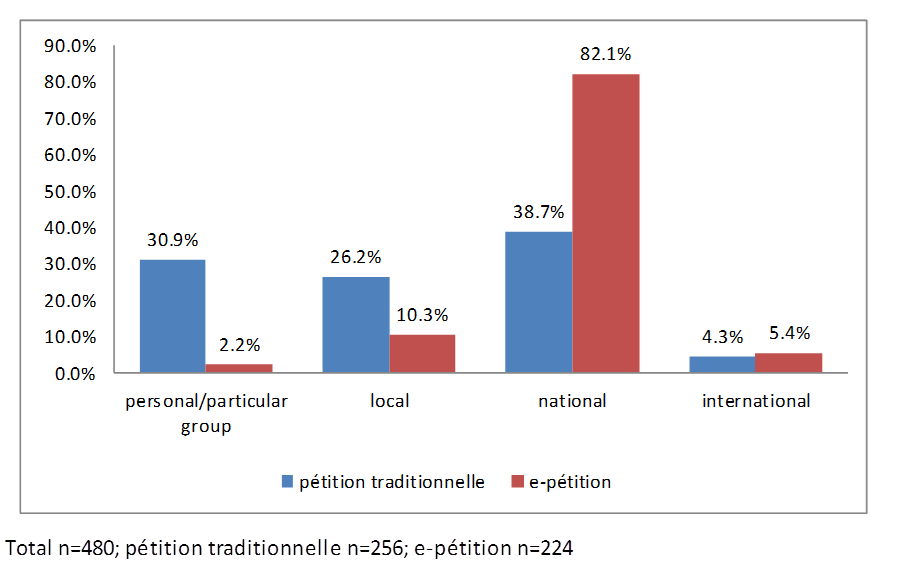 90.0%
80.0%
70.0%
60.0%
50.0%
40.0%
30.0%
20.0%
10.0%
0.0%
30.9%
2.2%
26.2%
10.3%
38.7%
82.1%
4.3%
5.4%
personal/particular
group
local
national
international
pétition traditionnelle
e-pétition
Total n=480; pétition traditionnelle n=256; e-pétition n=224